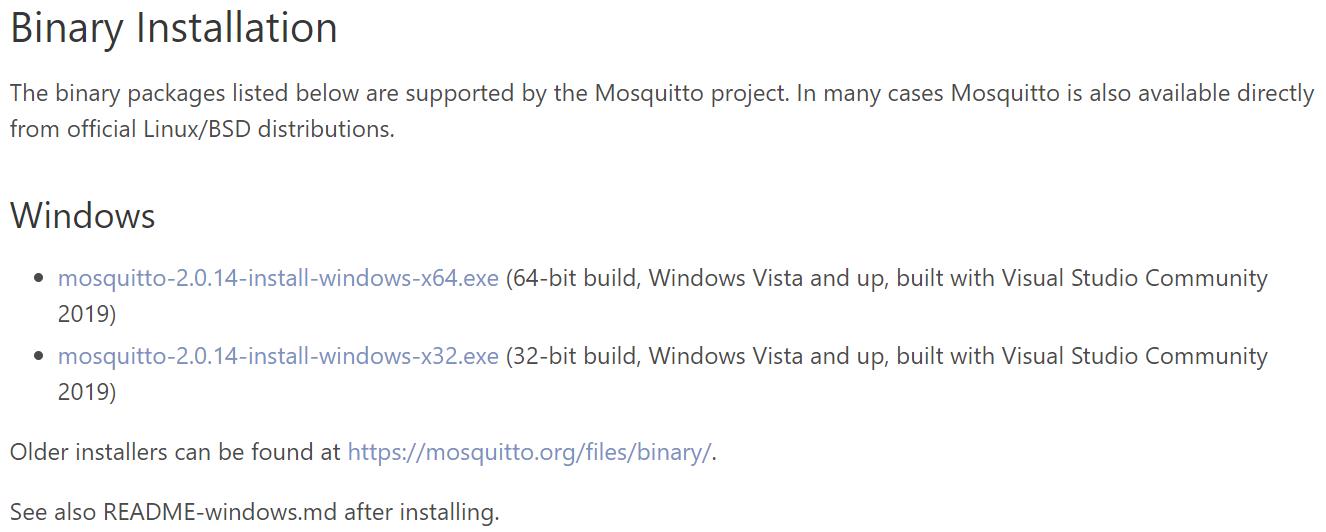 Binary Installation
The binary packages listed below are supported by the Mosquitto project. In many cases Mosquitto is also available directly
from official Linux/BSD distributions.
Windows
• mosquitto-2.0.14-install-windows-x64.exe (64-bit build, Windows Vista and up, built with Visual Studio Community
2019)
• mosquitto-2.0.14-install-windows-x32.exe (32-bit build, Windows Vista and up, built with Visual Studio Community
2019)
Older installers can be found at https://mosquitto.org/files/binary/.
See also README-windows.md after installing.